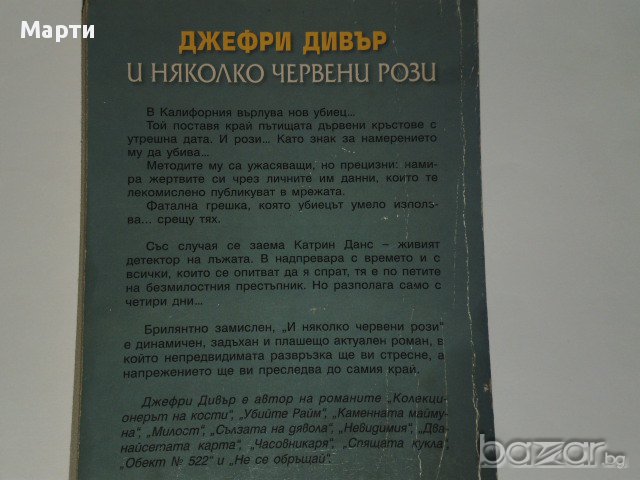 Марти
ДЖЕФРИ ДИВЪР
И НЯКОЛКО ЧЕРВЕНИ РОЗИ
В Калифорния върлува нов убиец...
Той поставя край пътищата дървени кръстове с
утрешна дата. И рози... Като знак за намерението
му да убива...
Методите му са ужасяващи, но прецизни: нами-
ра жертвите си чрез личните им данни, които те
лекомислено публикуват в мрежата.
Фатална грешка, която убиецът умело използ-
ва... срещу тях.
Със случая се заема Катрин Данс – живият
детектор на лъжата. В надпревара с времето и с
всички, които се опитват да я спрат, тя е по петите
на безмилостния престъпник. Но разполага само с
четири дни...
Брилянтно замислен, „И няколко червени рози"
е динамичен, задъхан и плашещо актуален роман, в
който непредвидимата развръзка ще ви стресне, а
напрежението ще ви преследва до самия край.
Джефри Дивър е автор на романите „Колекци-
онерът на кости", „Убийте Райм", „Каменната майму-
на", „Милост", „Сълзата на дявола", „Невидимия", „Два-
найсетата карта", „Часовникаря", „Спящата кукла",
„Обект № 522" и „Не се обръщай".
bazar.bg